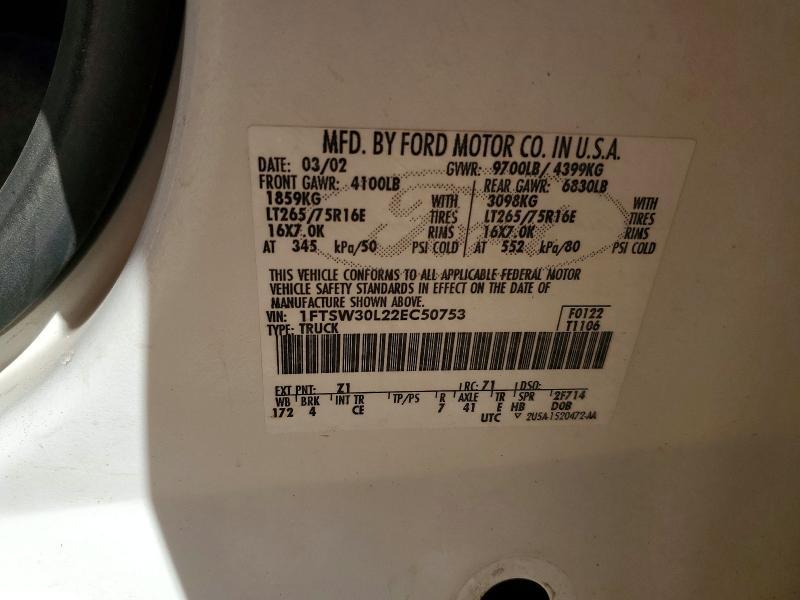 MFD. BY FORD MOTOR CO. IN U.S.A.
DATE: 03/02 GVWR: 9700LB/ 4399KG
FRONT GAWR: 4100LB REAR GAWR: 6830LB
1859KG WITH 3098KG WITH
LT265/75R16E TIRES LT265/75R16E TIRES
16X7.0K RIMS 16X7.0K RIMS
AT 345 kPa/50 PSI COLD AT 552 kPa/80 PSI COLD
THIS VEHICLE CONFORMS TO ALL APPLICABLE FEDERAL MOTOR
VEHICLE SAFETY STANDARDS IN EFFECT ON THE DATE OF
MANUFACTURE SHOWN ABOVE.
VIN: 1FTSW30L22EC50753 F0122
TYPE: TRUCK T1106
EXT PNT: Z1 RC: 71 DSO:
WB BRK INT TR TP/PS R AXLE TR SPR 2F714
172 4 CE 7 41 E HB DOB
UTC ▽ 2U5A-1520472-AA